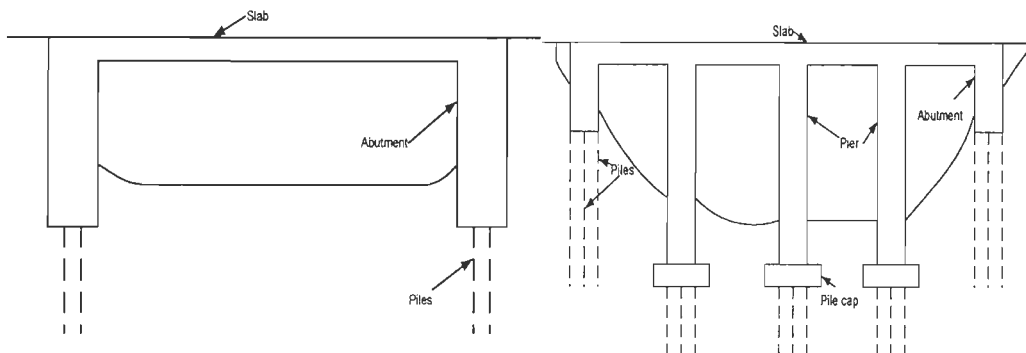 Slab
Abutment
Piles
Slab
Abutment
Pier
Piles
Pile cap